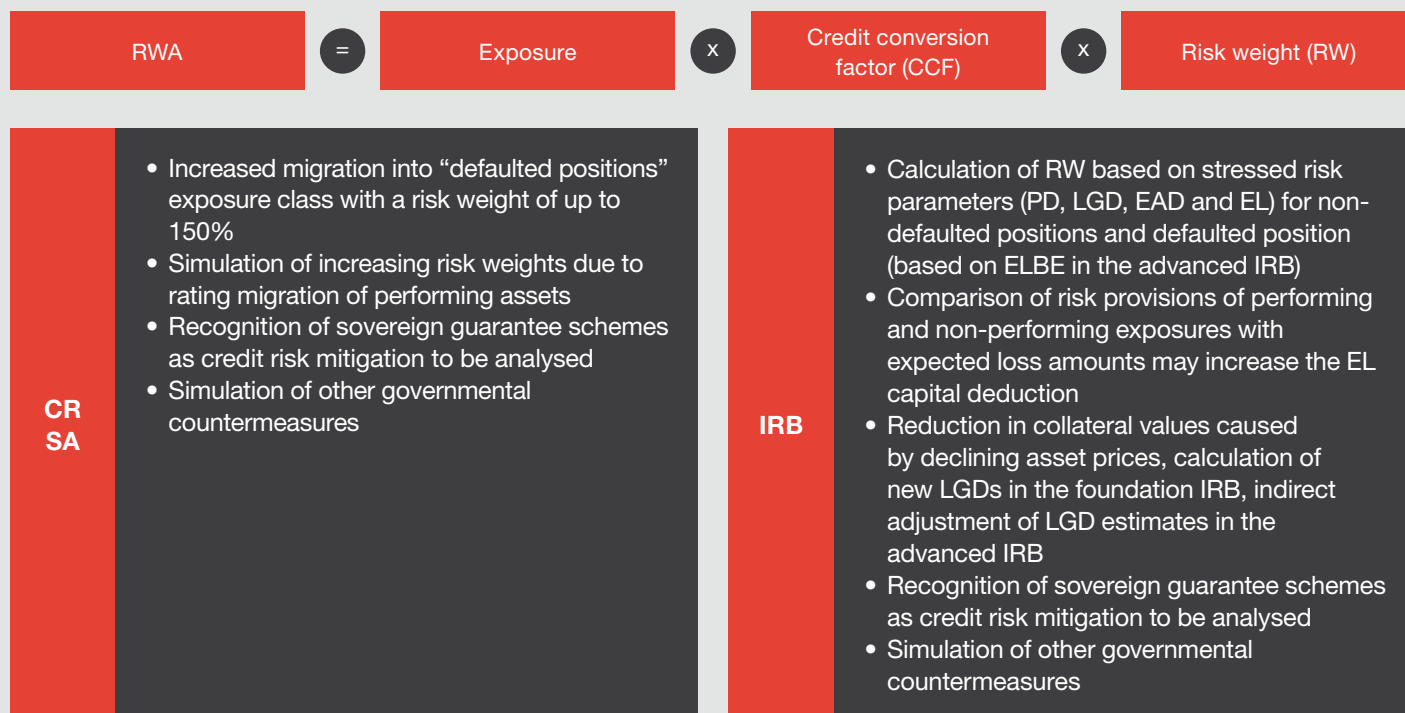 RWA
=
Exposure
x
Credit conversion
factor (CCF)
x
Risk weight (RW)
CR
SA
• Increased migration into “defaulted positions”
exposure class with a risk weight of up to
150%
• Simulation of increasing risk weights due to
rating migration of performing assets
• Recognition of sovereign guarantee schemes
as credit risk mitigation to be analysed
• Simulation of other governmental
countermeasures
IRB
• Calculation of RW based on stressed risk
parameters (PD, LGD, EAD and EL) for non-
defaulted positions and defaulted position
(based on ELBE in the advanced IRB)
• Comparison of risk provisions of performing
and non-performing exposures with
expected loss amounts may increase the EL
capital deduction
• Reduction in collateral values caused
by declining asset prices, calculation of
new LGDs in the foundation IRB, indirect
adjustment of LGD estimates in the
advanced IRB
• Recognition of sovereign guarantee schemes
as credit risk mitigation to be analysed
• Simulation of other governmental
countermeasures